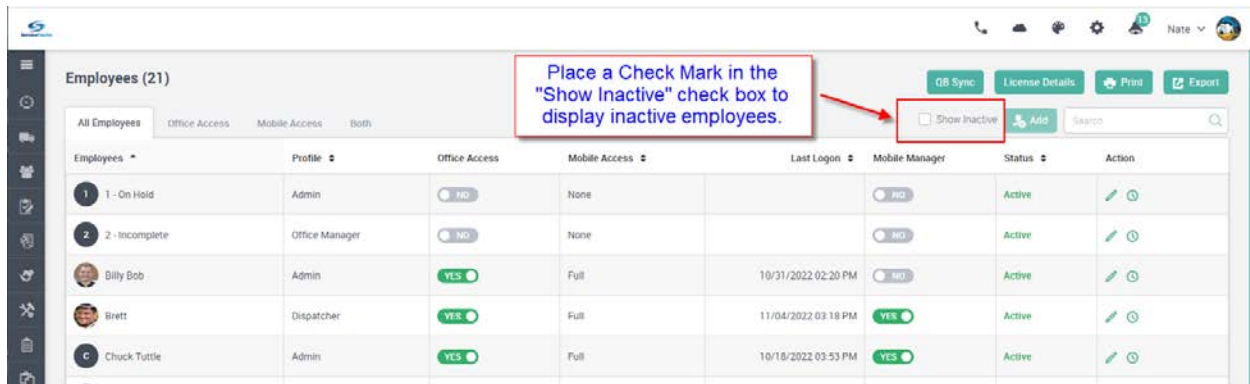 13
Nate
Employees (21)
Place a Check Mark in the
"Show Inactive" check box to
display inactive employees.
QB Sync License Details Print Export
All Employees Office Access Mobile Access Both
Show Inactive Add Search
Employees Profile Office Access Mobile Access Last Logon Mobile Manager Status Action
1 1 - On Hold Admin NO None NO Active
2 2 - Incomplete Office Manager NO None NO Active
Billy Bob Admin YES Full 10/31/2022 02:20 PM NO Active
Brett Dispatcher YES Full 11/04/2022 03:18 PM YES Active
C Chuck Tuttle Admin YES Full 10/18/2022 03:53 PM YES Active